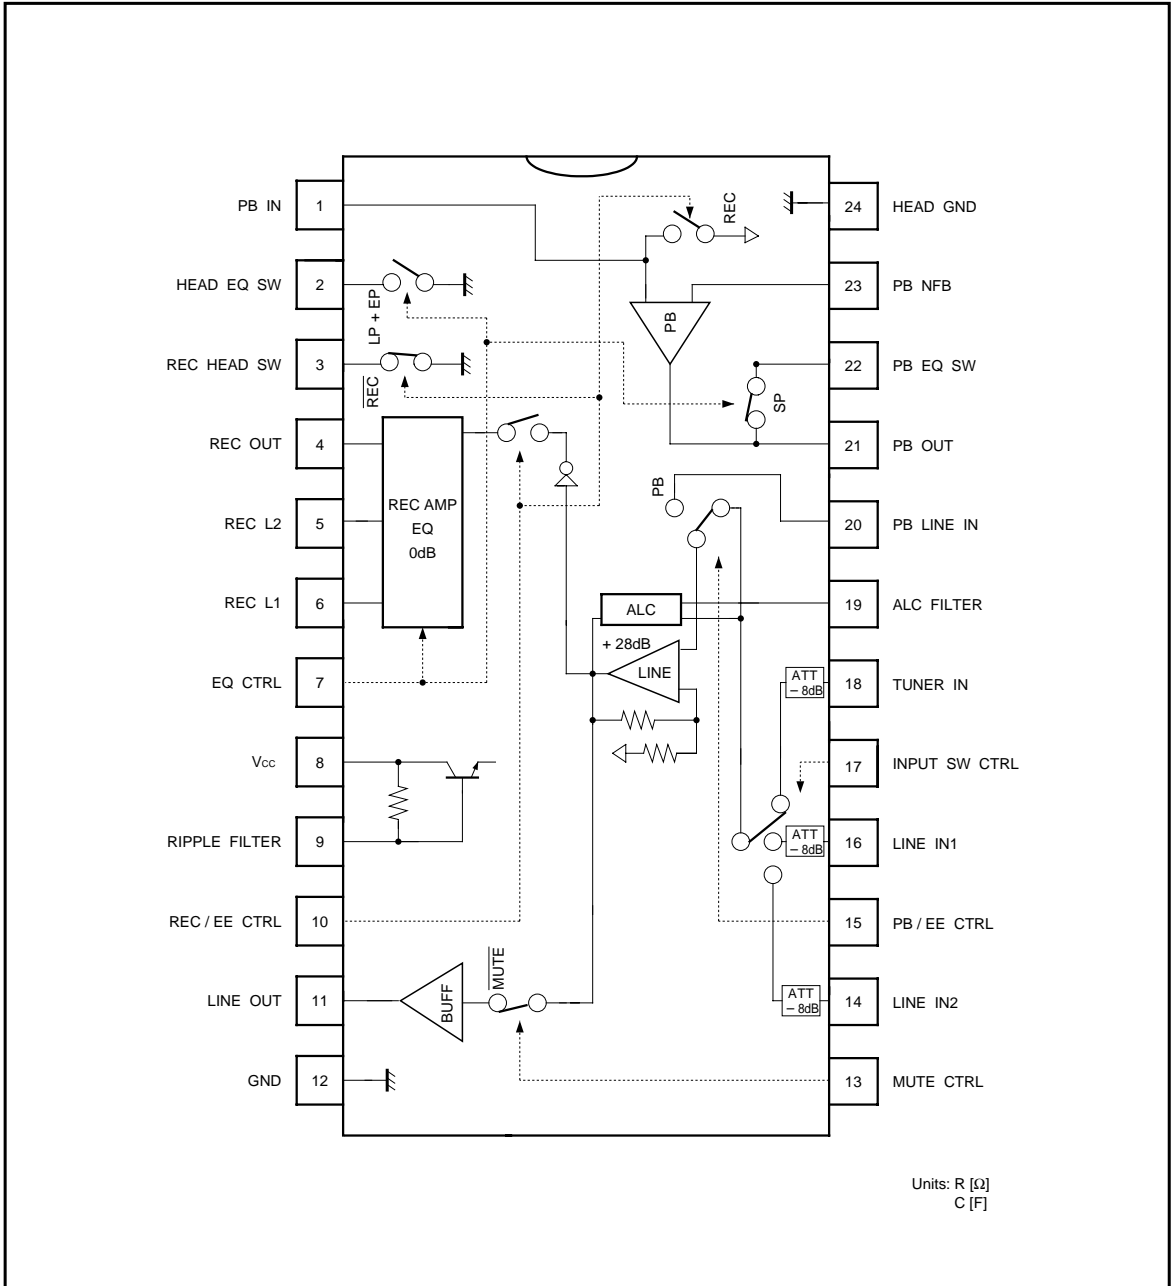 PB IN 1
HEAD EQ SW 2
REC HEAD SW 3
REC OUT 4
REC L2 5
REC L1 6
EQ CTRL 7
Vcc 8
RIPPLE FILTER 9
REC / EE CTRL 10
LINE OUT 11
GND 12
LP + EP
REC
REC AMP
EQ
0dB
REC
PB
SP
PB
ALC
+ 28dB
LINE
ATT
– 8dB
ATT
– 8dB
ATT
– 8dB
MUTE
BUFF
24 HEAD GND
23 PB NFB
22 PB EQ SW
21 PB OUT
20 PB LINE IN
19 ALC FILTER
18 TUNER IN
17 INPUT SW CTRL
16 LINE IN1
15 PB / EE CTRL
14 LINE IN2
13 MUTE CTRL
Units: R [Ω]
C [F]